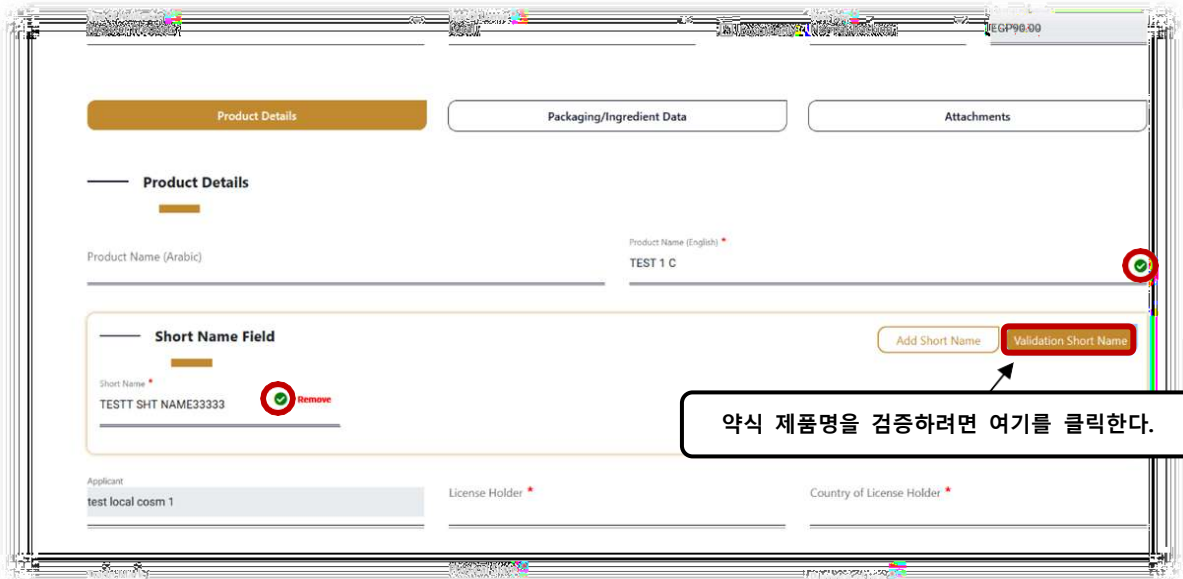 EGP90.00
Product Details
Packaging/Ingredient Data
Attachments
Product Details
Product Name (Arabic)
Product Name (English) *
TEST 1 C
Short Name Field
Add Short Name
Validation Short Name
Short Name *
TESTT SHT NAME33333
Remove
약식 제품명을 검증하려면 여기를 클릭한다.
Applicant
test local cosm 1
License Holder *
Country of License Holder *